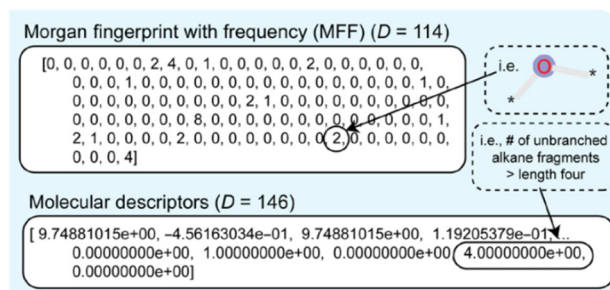 Morgan fingerprint with frequency (MFF) (D = 114)
[0, 0, 0, 0, 0, 0, 2, 4, 0, 1, 0, 0, 0, 0, 0, 2, 0, 0, 0, 0, 0, 0,
0, 0, 0, 1, 0, 0, 0, 0, 0, 0, 0, 0, 0, 0, 0, 0, 0, 0, 0, 0, 1, 0,
0, 0, 0, 0, 0, 0, 0, 0, 0, 0, 2, 1, 0, 0, 0, 0, 0, 0, 0, 0, 0, 0,
0, 0, 0, 0, 0, 0, 8, 0, 0, 0, 0, 0, 0, 0, 0, 0, 0, 0, 0, 0, 1,
2, 1, 0, 0, 0, 0, 2, 0, 0, 0, 0, 0, 0, 0, 0, 0, 2, 0, 0, 0, 0, 0, 0,
0, 0, 0, 4]
i.e.
O
*
*
i.e., # of unbranched
alkane fragments
> length four
Molecular descriptors (D = 146)
[ 9.74881015e+00, −4.56163034e−01, 9.74881015e+00, 1.19205379e−01, ...
0.00000000e+00, 1.00000000e+00, 0.00000000e+00 4.00000000e+00,
0.00000000e+00]